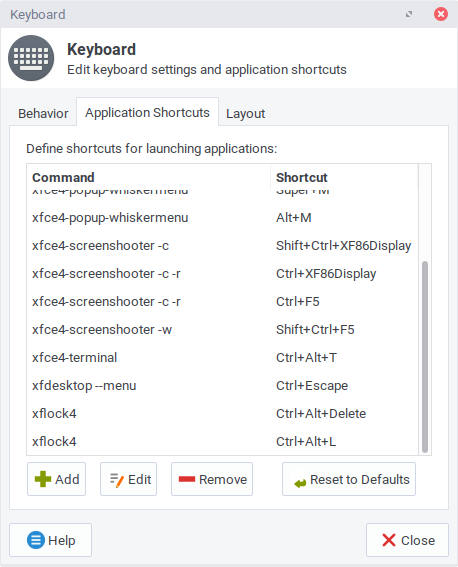 Keyboard
Keyboard
Edit keyboard settings and application shortcuts
Behavior Application Shortcuts Layout
Define shortcuts for launching applications:
Command Shortcut
xfce4-popup-whiskermenu Super+M
xfce4-popup-whiskermenu Alt+M
xfce4-screenshooter -c Shift+Ctrl+XF86Display
xfce4-screenshooter -c -r Ctrl+XF86Display
xfce4-screenshooter -c -r Ctrl+F5
xfce4-screenshooter -w Shift+Ctrl+F5
xfce4-terminal Ctrl+Alt+T
xfdesktop --menu Ctrl+Escape
xflock4 Ctrl+Alt+Delete
xflock4 Ctrl+Alt+L
Add Edit Remove Reset to Defaults
Help Close